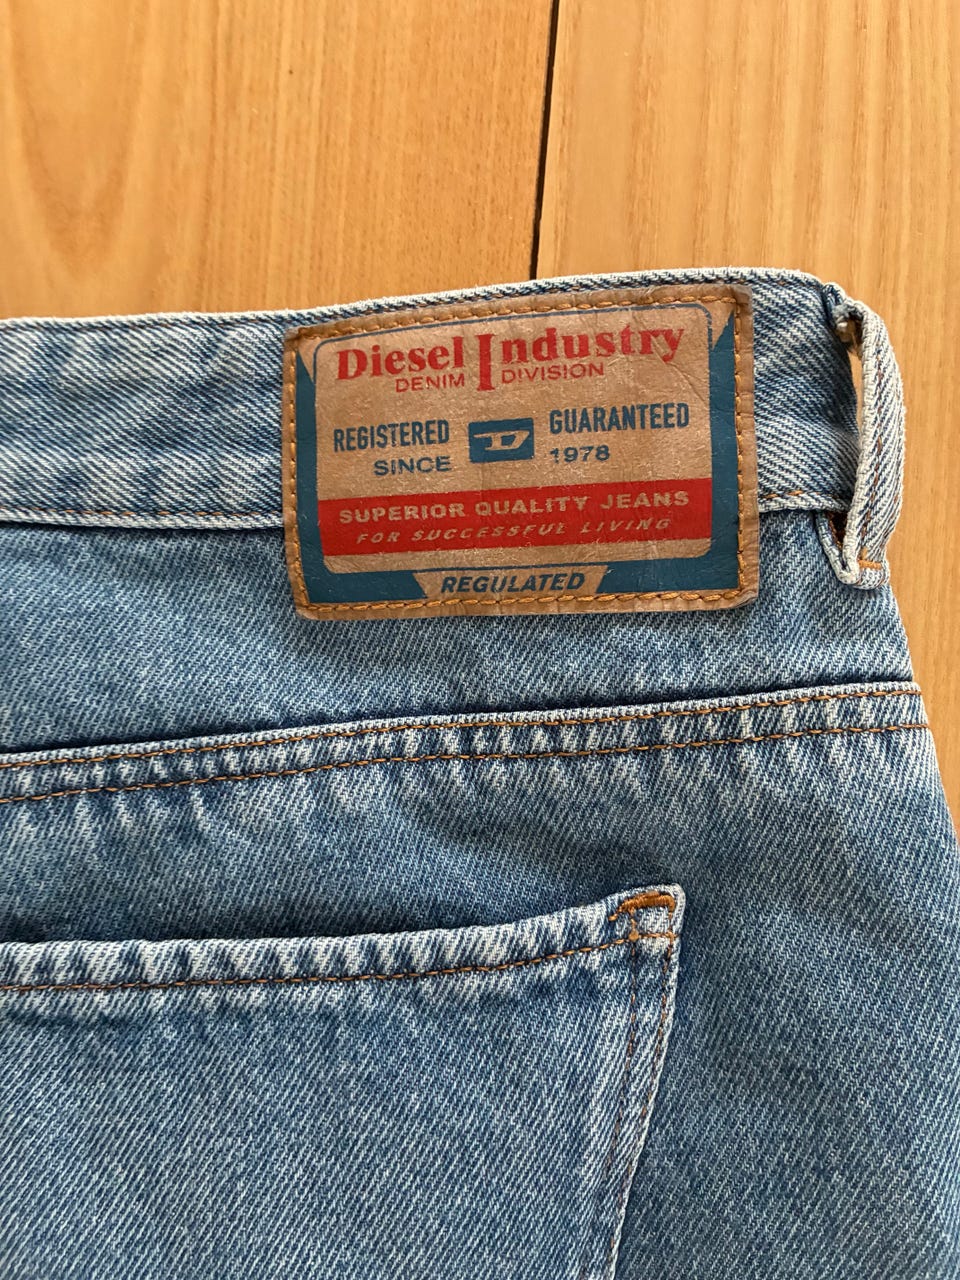 Diesel Industry
DENIM DIVISION
REGISTERED D GUARANTEED
SINCE 1978
SUPERIOR QUALITY JEANS
FOR SUCCESSFUL LIVING
REGULATED